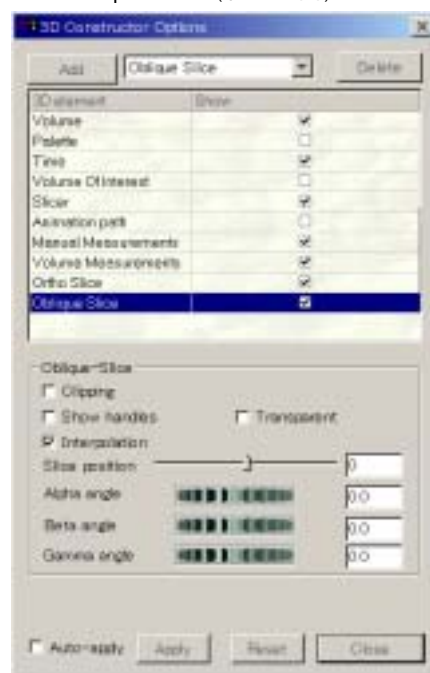 3D Constructor Options
Add Oblique Slice Delete
3D element Show
Volume
Palette
Time
Volume Of Interest
Slicer
Animation path
Manual Measurements
Volume Measurements
Ortho Slice
Oblique Slice
Oblique-Slice
Clipping
Show handles Transparent
Interpolation
Slice position 0
Alpha angle 0.0
Beta angle 0.0
Gamma angle 0.0
Auto-apply Apply Reset Close